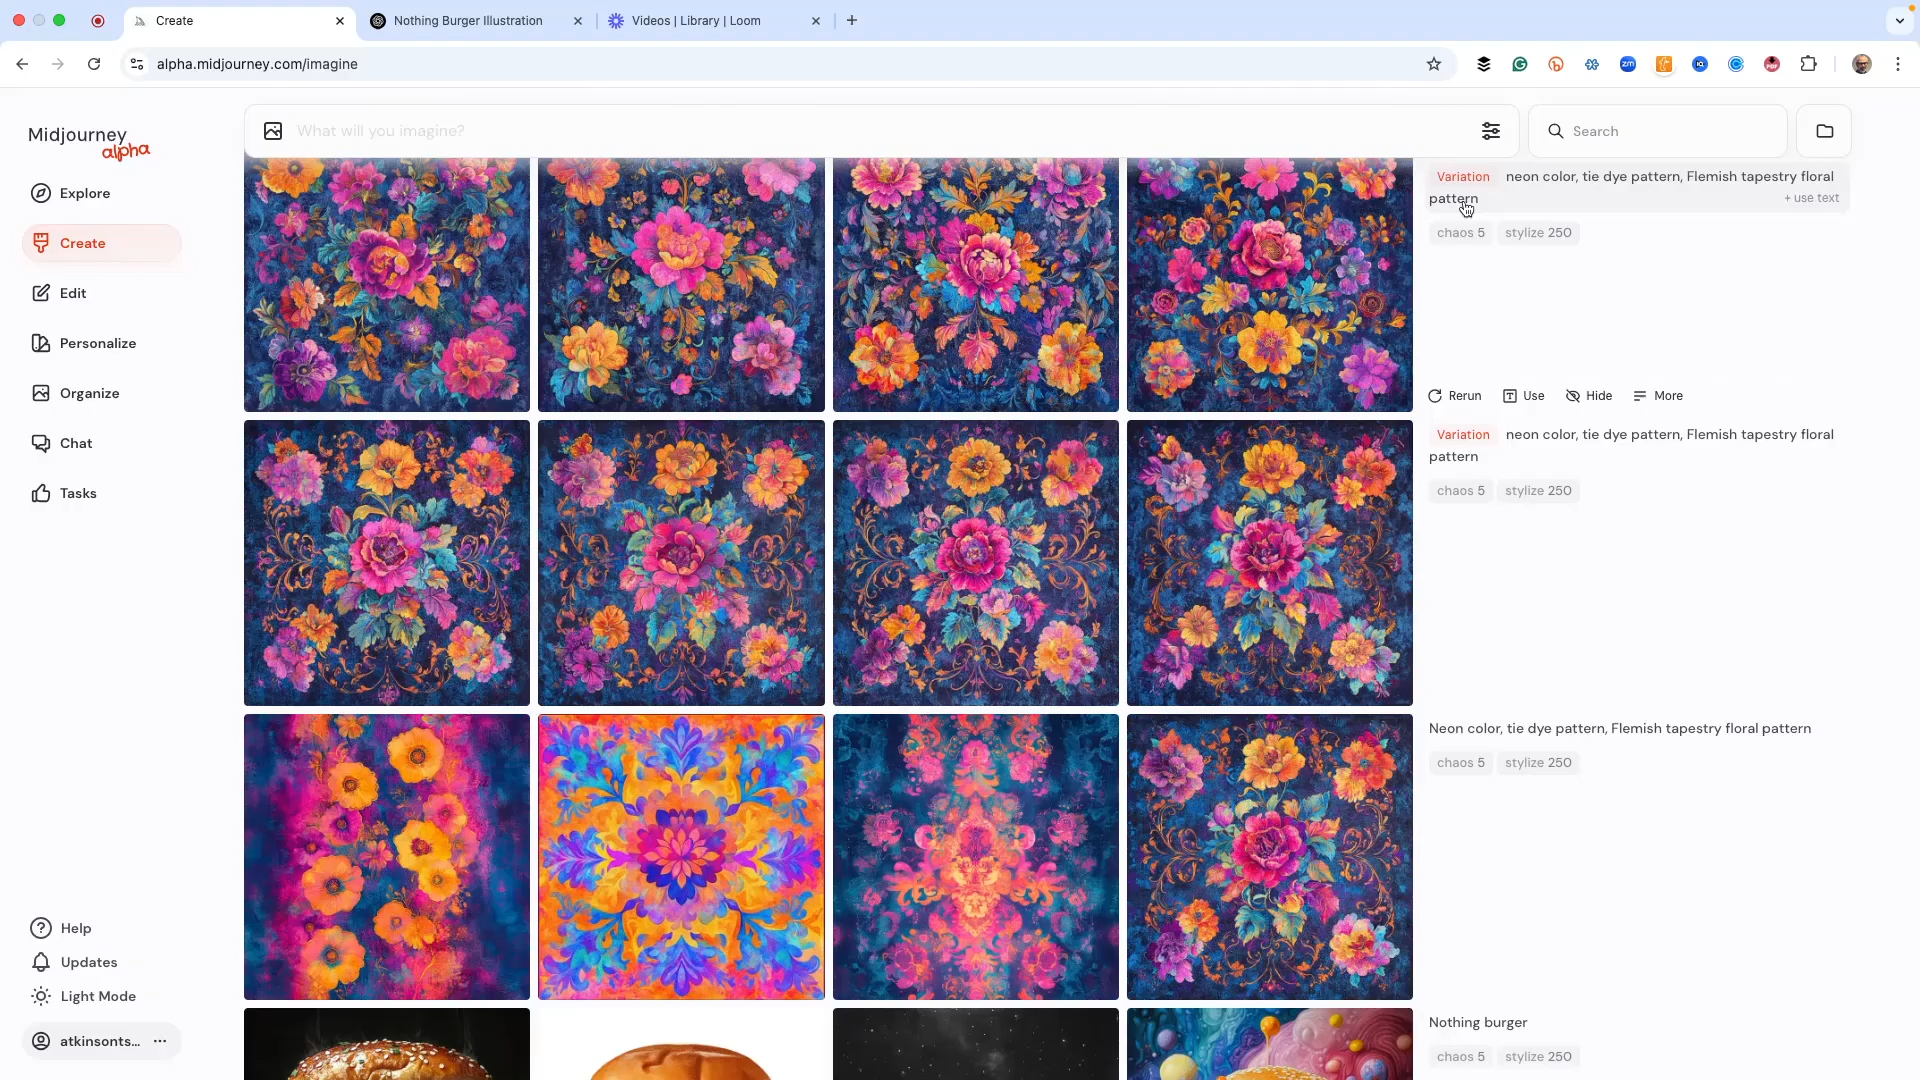 Create
Nothing Burger Illustration
Videos | Library | Loom
alpha.midjourney.com/imagine
Midjourney
alpha
What will you imagine?
Search
Explore
Create
Edit
Personalize
Organize
Chat
Tasks
Help
Updates
Light Mode
atkinsonts...
Variation neon color, tie dye pattern, Flemish tapestry floral
pattern
+ use text
chaos 5 stylize 250
Rerun Use Hide More
Variation neon color, tie dye pattern, Flemish tapestry floral
pattern
chaos 5 stylize 250
Neon color, tie dye pattern, Flemish tapestry floral pattern
chaos 5 stylize 250
Nothing burger
chaos 5 stylize 250